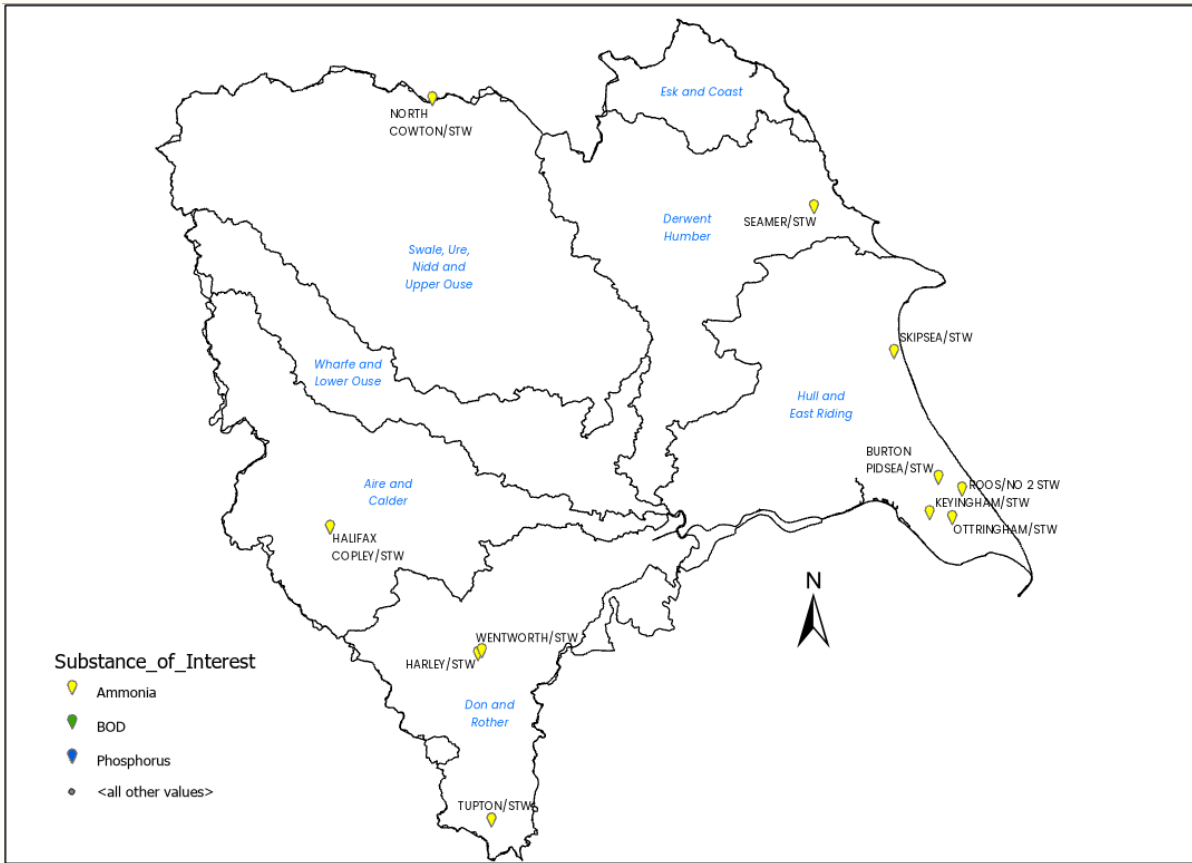 Esk and Coast
NORTH
COWTON/STW
SEAMER/STW
Derwent
Humber
Swale, Ure,
Nidd and
Upper Ouse
SKIPSEA/STW
Wharfe and
Lower Ouse
Hull and
East Riding
BURTON
PIDSEA/STW
ROOS/NO 2 STW
KEYINGHAM/STW
OTTRINGHAM/STW
Aire and
Calder
HALIFAX
COPLEY/STW
N
WENTWORTH/STW
HARLEY/STW
Don and
Rother
TUPTON/STW
Substance_of_Interest
Ammonia
BOD
Phosphorus
<all other values>